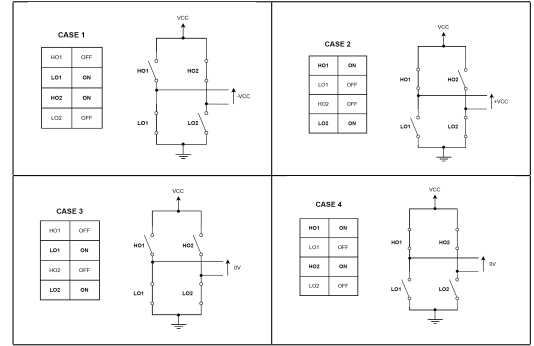 CASE 1
HO1 OFF
LO1 ON
HO2 ON
LO2 OFF
VCC
HO1
HO2
-VCC
LO1
LO2
CASE 2
HO1 ON
LO1 OFF
HO2 OFF
LO2 ON
VCC
HO1
HO2
+VCC
LO1
LO2
CASE 3
HO1 OFF
LO1 ON
HO2 OFF
LO2 ON
VCC
HO1
HO2
0V
LO1
LO2
CASE 4
HO1 ON
LO1 OFF
HO2 ON
LO2 OFF
VCC
HO1
HO2
0V
LO1
LO2